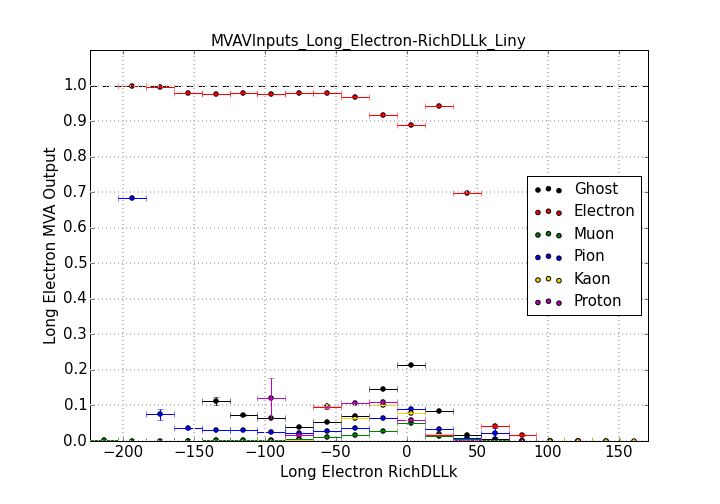 MVAVInputs_Long_Electron-RichDLLk_Liny
1.0
0.9
0.8
0.7
0.6
0.5
0.4
0.3
0.2
0.1
0.0
Long Electron MVA Output
Ghost
Electron
Muon
Pion
Kaon
Proton
−200 −150 −100 −50 0 50 100 150
Long Electron RichDLLk